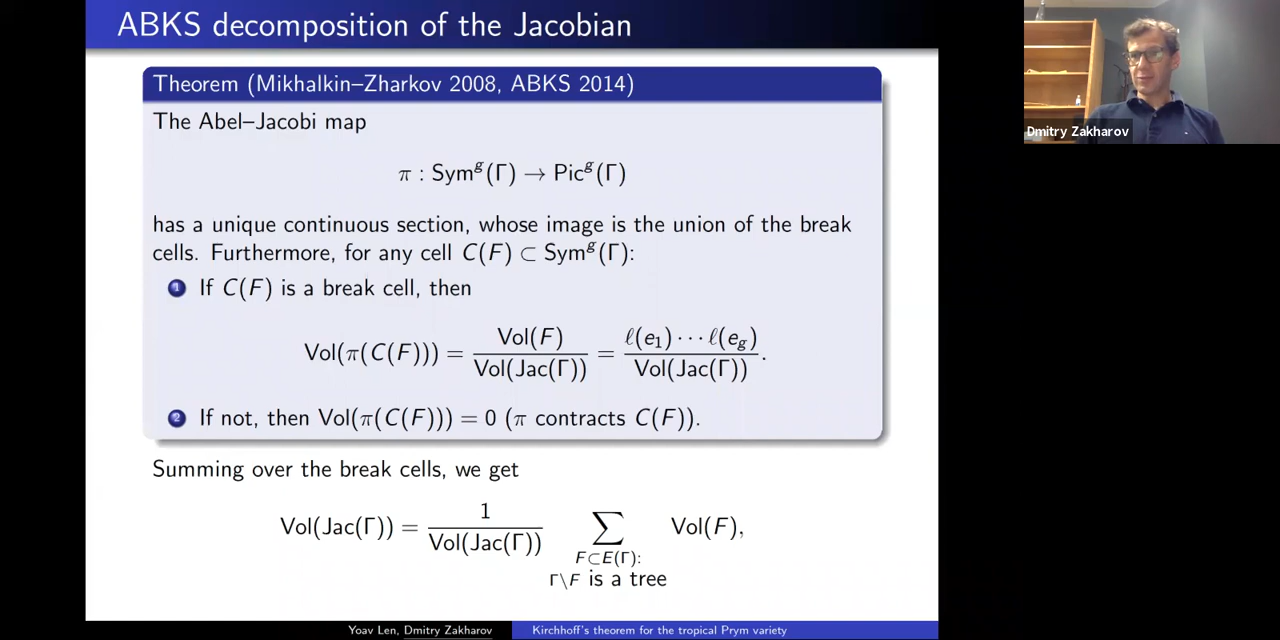 ABKS decomposition of the Jacobian
Theorem (Mikhalkin–Zharkov 2008, ABKS 2014)
The Abel–Jacobi map
π : Sym^g(Γ) → Pic^g(Γ)
has a unique continuous section, whose image is the union of the break
cells. Furthermore, for any cell C(F) ⊂ Sym^g(Γ):
1 If C(F) is a break cell, then
Vol(π(C(F))) = Vol(F) / Vol(Jac(Γ)) = ℓ(e_1) ··· ℓ(e_g) / Vol(Jac(Γ)).
2 If not, then Vol(π(C(F))) = 0 (π contracts C(F)).
Summing over the break cells, we get
Vol(Jac(Γ)) = 1 / Vol(Jac(Γ)) ∑ Vol(F),
F⊂E(Γ):
Γ\F is a tree
Yoav Len, Dmitry Zakharov
Kirchhoff's theorem for the tropical Prym variety
Dmitry Zakharov